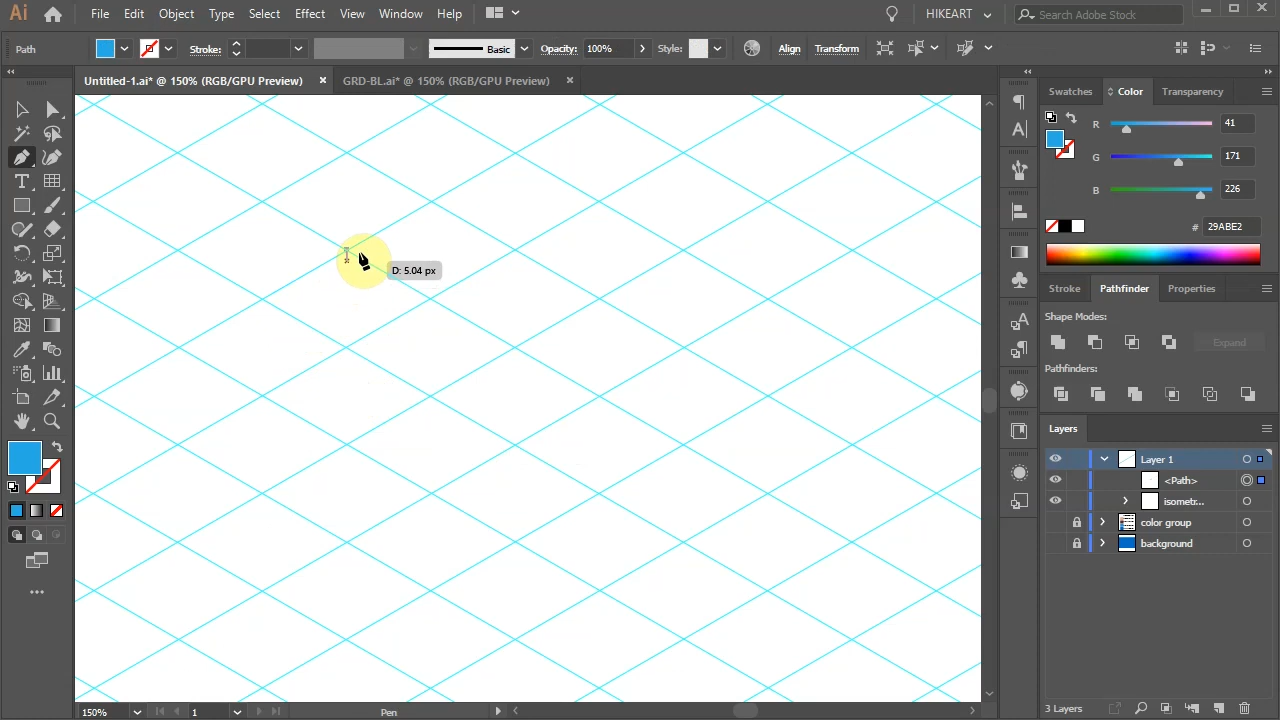 Ai File Edit Object Type Select Effect View Window Help HIKEART Search Adobe Stock
Path Stroke: Basic Opacity: 100% Style: Align Transform
Untitled-1.ai* @ 150% (RGB/GPU Preview) × GRD-BL.ai* @ 150% (RGB/GPU Preview) ×
Swatches Color Transparency
R 41
G 171
B 226
# 29ABE2
D: 5.04 px
Stroke Pathfinder Properties
Shape Modes:
Expand
Pathfinders:
Layers
Layer 1
<Path>
isomet...
color group
background
3 Layers
150% 1 Pen